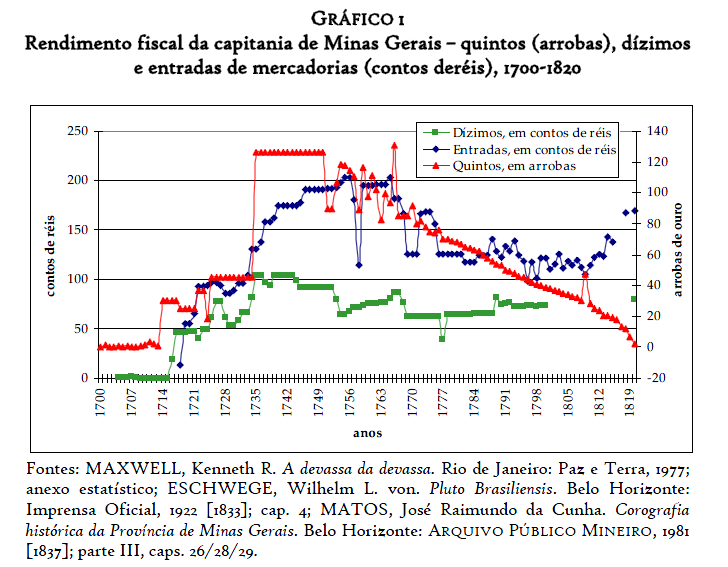 GRÁFICO 1
Rendimento fiscal da capitania de Minas Gerais – quintos (arrobas), dízimos
e entradas de mercadorias (contos deréis), 1700-1820
250
200
150
100
50
0
contos de réis
Dízimos, em contos de réis
Entradas, em contos de réis
Quintos, em arrobas
140
120
100
80
60
40
20
0
-20
arrobas de ouro
1700
1707
1714
1721
1728
1735
1742
1749
1756
1763
1770
1777
1784
1791
1798
1805
1812
1819
anos
Fontes: MAXWELL, Kenneth R. A devassa da devassa. Rio de Janeiro: Paz e Terra, 1977;
anexo estatístico; ESCHWEGE, Wilhelm L. von. Pluto Brasiliensis. Belo Horizonte:
Imprensa Oficial, 1922 [1833]; cap. 4; MATOS, José Raimundo da Cunha. Corografia
histórica da Província de Minas Gerais. Belo Horizonte: ARQUIVO PÚBLICO MINEIRO, 1981
[1837]; parte III, caps. 26/28/29.